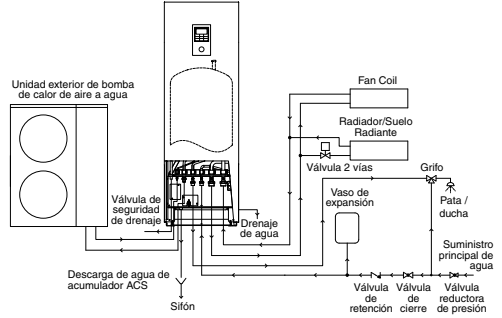 Unidad exterior de bomba
de calor de aire a agua
Fan Coil
Radiador/Suelo
Radiante
Válvula 2 vías
Grifo
Válvula de
seguridad
de drenaje
Vaso de
expansión
Pata /
ducha
Drenaje
de agua
Suministro
principal de
agua
Descarga de agua de
acumulador ACS
Sifón
Válvula
de
retención
Válvula
de
cierre
Válvula
reductora
de presión